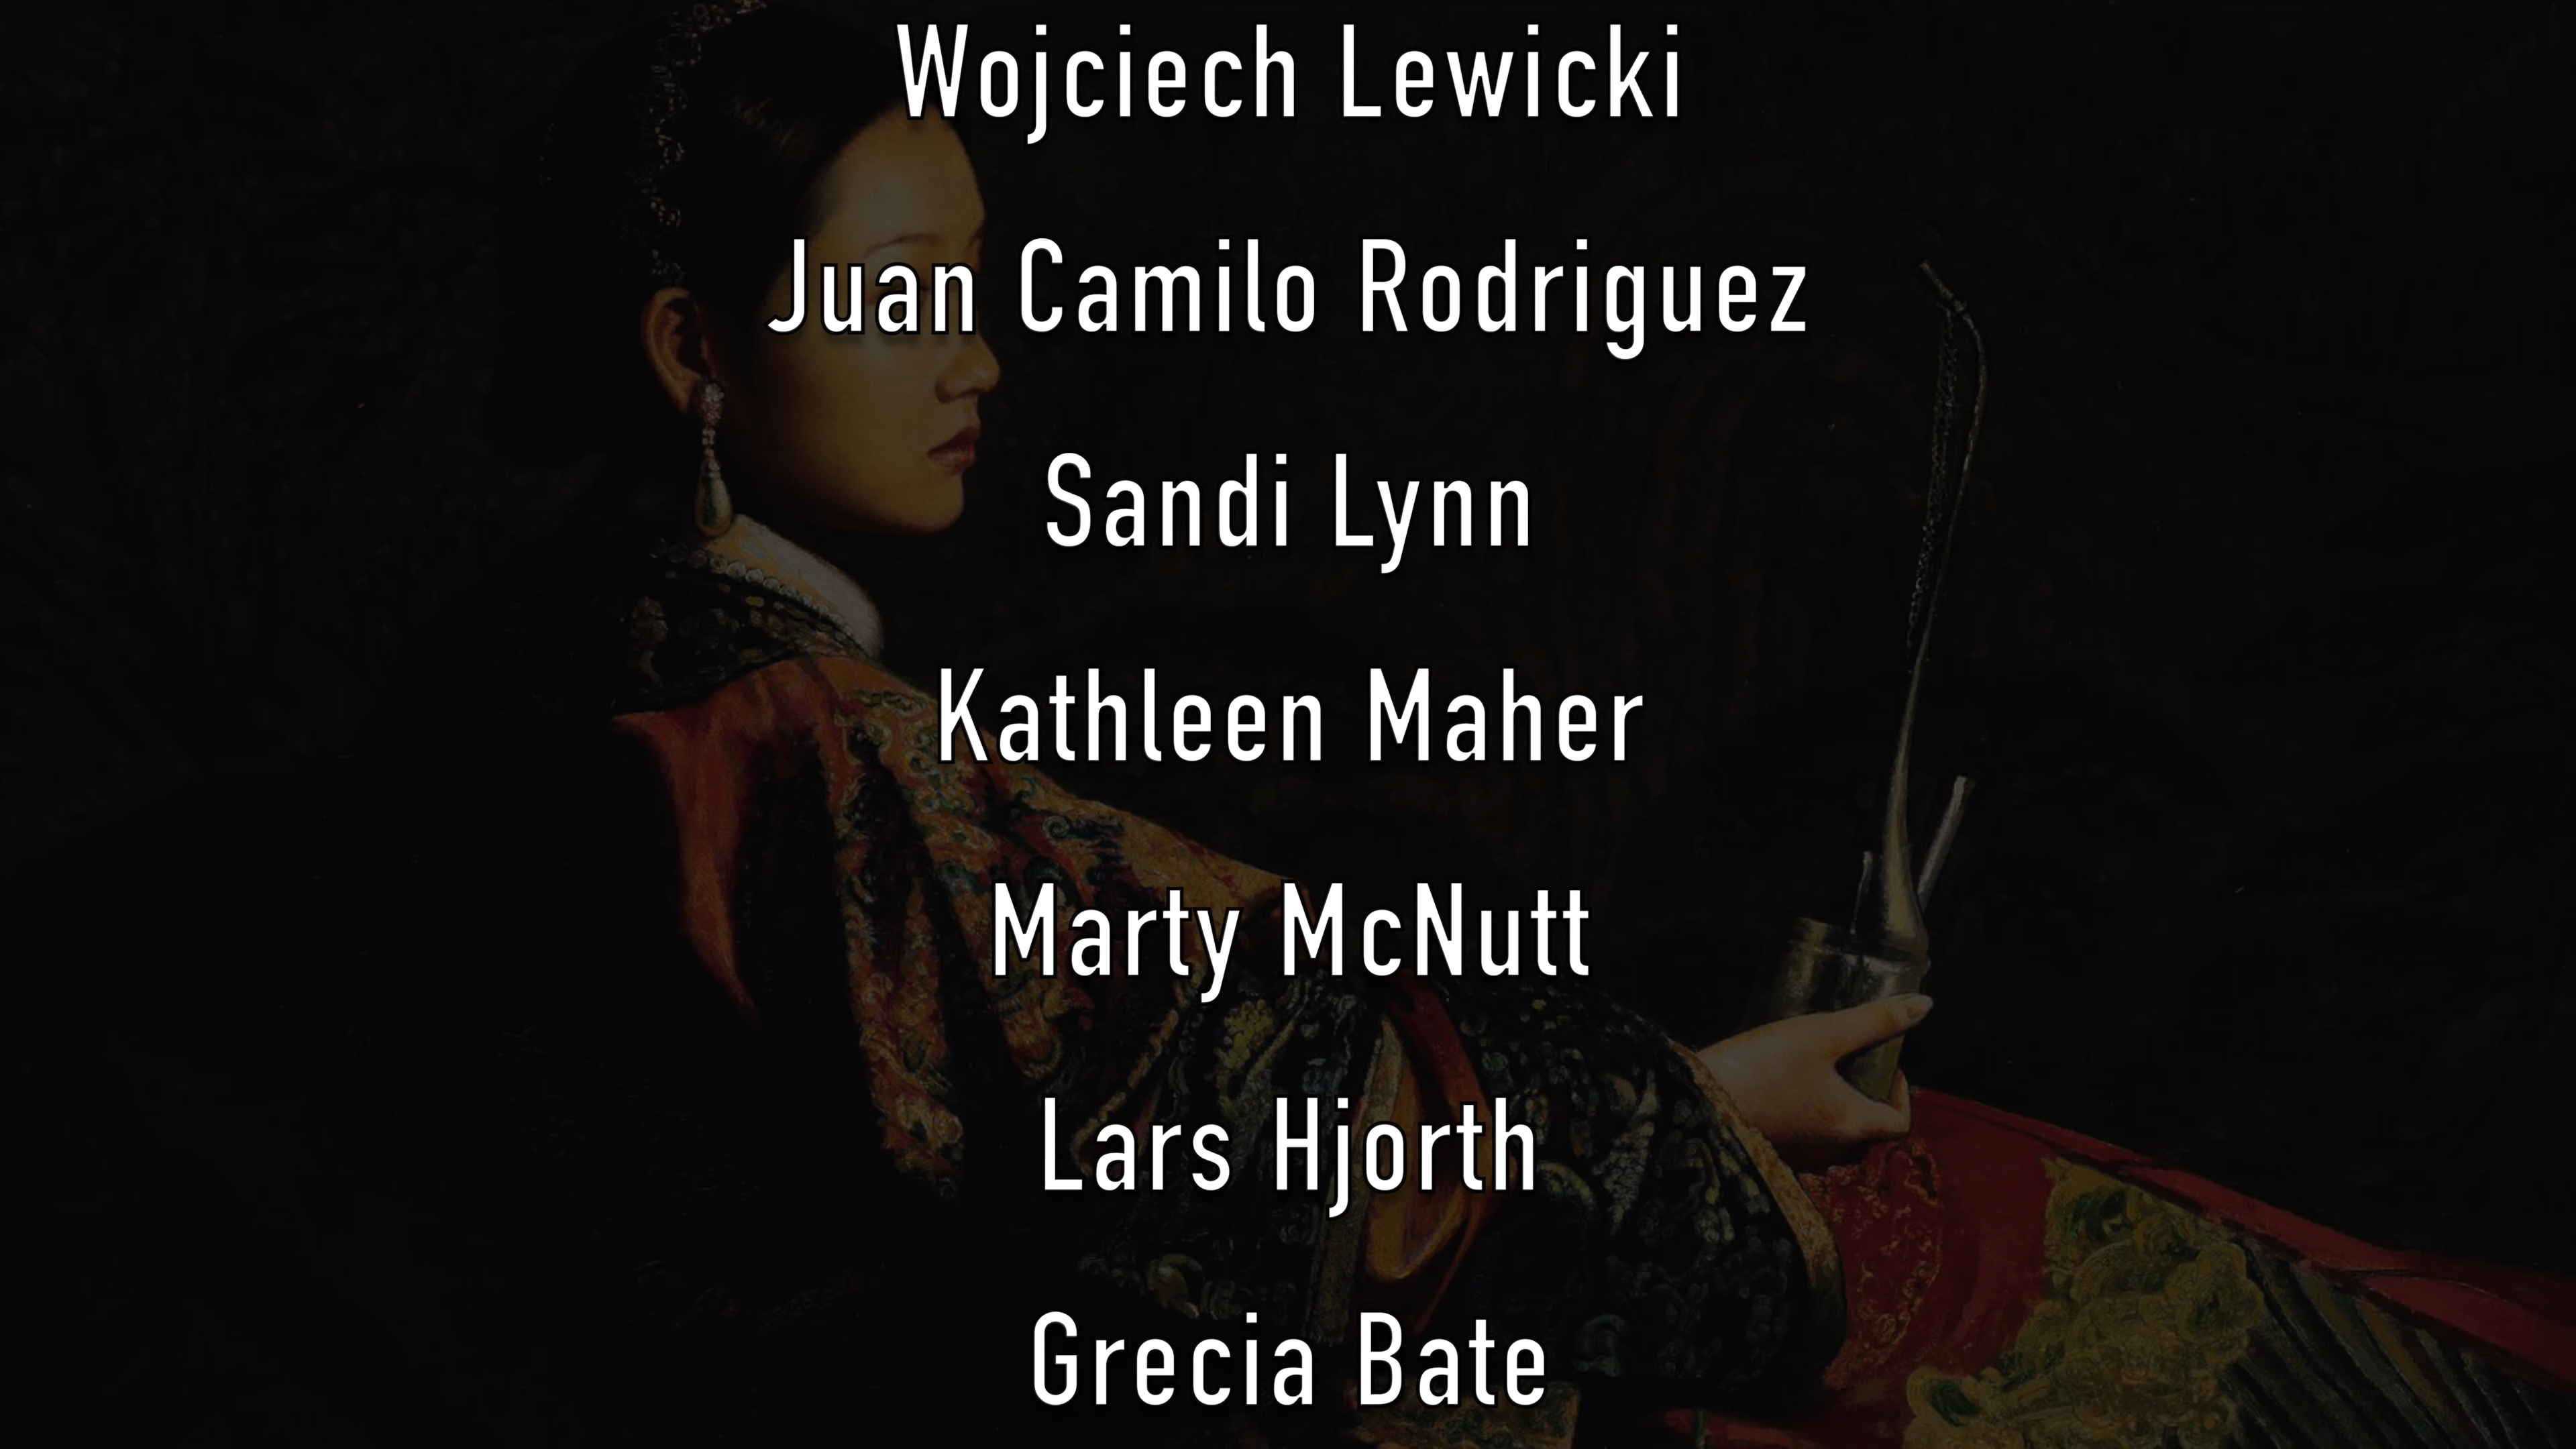 Wojciech Lewicki
Juan Camilo Rodriguez
Sandi Lynn
Kathleen Maher
Marty McNutt
Lars Hjorth
Grecia Bate